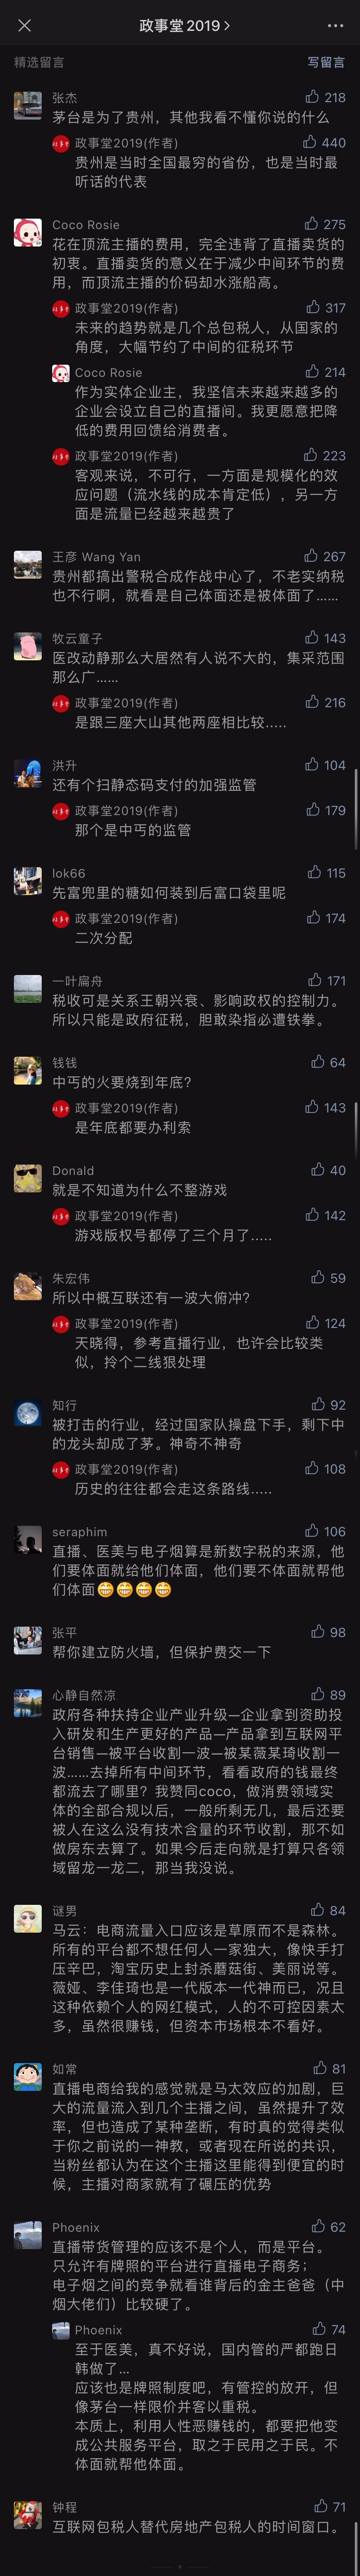 政事堂2019
精选留言
写留言
张杰
218
茅台是为了贵州，其他我看不懂你说的什么
政事堂2019(作者)
440
贵州是当时全国最穷的省份，也是当时最
听话的代表
Coco Rosie
275
花在顶流主播的费用，完全违背了直播卖货的
初衷。直播卖货的意义在于减少中间环节的费
用，而顶流主播的价码却水涨船高。
政事堂2019(作者)
317
未来的趋势就是几个总包税人，从国家的
角度，大幅节约了中间的征税环节
Coco Rosie
214
作为实体企业主，我坚信未来越来越多的
企业会设立自己的直播间。我更愿意把降
低的费用回馈给消费者。
政事堂2019(作者)
223
客观来说，不可行，一方面是规模化的效
应问题（流水线的成本肯定低），另一方
面是流量已经越来越贵了
王彦 Wang Yan
267
贵州都搞出警税合成作战中心了，不老实纳税
也不行啊，就看是自己体面还是被体面了……
牧云童子
143
医改动静那么大居然有人说不大的，集采范围
那么广……
政事堂2019(作者)
216
是跟三座大山其他两座相比较.....
洪升
104
还有个扫静态码支付的加强监管
政事堂2019(作者)
179
那个是中丐的监管
lok66
115
先富兜里的糖如何装到后富口袋里呢
政事堂2019(作者)
174
二次分配
一叶扁舟
171
税收可是关系王朝兴衰、影响政权的控制力。
所以只能是政府征税，胆敢染指必遭铁拳。
钱钱
64
中丐的火要烧到年底?
政事堂2019(作者)
143
是年底都要办利索
Donald
40
就是不知道为什么不整游戏
政事堂2019(作者)
142
游戏版权号都停了三个月了.....
朱宏伟
59
所以中概互联还有一波大俯冲?
政事堂2019(作者)
124
天晓得，参考直播行业，也许会比较类
似，拎个二线狠处理
知行
92
被打击的行业，经过国家队操盘下手，剩下中
的龙头却成了茅。神奇不神奇
政事堂2019(作者)
108
历史的往往都会走这条路线.....
seraphim
106
直播、医美与电子烟算是新数字税的来源，他
们要体面就给他们体面，他们要不体面就帮他
们体面😁😁😁😁
张平
98
帮你建立防火墙，但保护费交一下
心静自然凉
89
政府各种扶持企业产业升级—企业拿到资助投
入研发和生产更好的产品—产品拿到互联网平
台销售—被平台收割一波—被某薇某琦收割一
波……去掉所有中间环节，看看政府的钱最终
都流去了哪里？我赞同coco，做消费领域实
体的全部合规以后，一般所剩无几，最后还要
被人在这么没有技术含量的环节收割，那不如
做房东去算了。如果今后走向就是打算只各领
域留龙一龙二，那当我没说。
谜男
84
马云：电商流量入口应该是草原而不是森林。
所有的平台都不想任何人一家独大，像快手打
压辛巴，淘宝历史上封杀蘑菇街、美丽说等。
薇娅、李佳琦也是一代版本一代神而已，况且
这种依赖个人的网红模式，人的不可控因素太
多，虽然很赚钱，但资本市场根本不看好。
如常
81
直播电商给我的感觉就是马太效应的加剧，巨
大的流量流入到几个主播之间，虽然提升了效
率，但也造成了某种垄断，有时真的觉得类似
于你之前说的一神教，或者现在所说的共识，
当粉丝都认为在这个主播这里能得到便宜的时
候，主播对商家就有了碾压的优势
Phoenix
62
直播带货管理的应该不是个人，而是平台。
只允许有牌照的平台进行直播电子商务；
电子烟之间的竞争就看谁背后的金主爸爸（中
烟大佬们）比较硬了。
Phoenix
74
至于医美，真不好说，国内管的严都跑日
韩做了…
应该也是牌照制度吧，有管控的放开，但
像茅台一样限价并客以重税。
本质上，利用人性恶赚钱的，都要把他变
成公共服务平台，取之于民用之于民。不
体面就帮他体面。
钟程
71
互联网包税人替代房地产包税人的时间窗口。